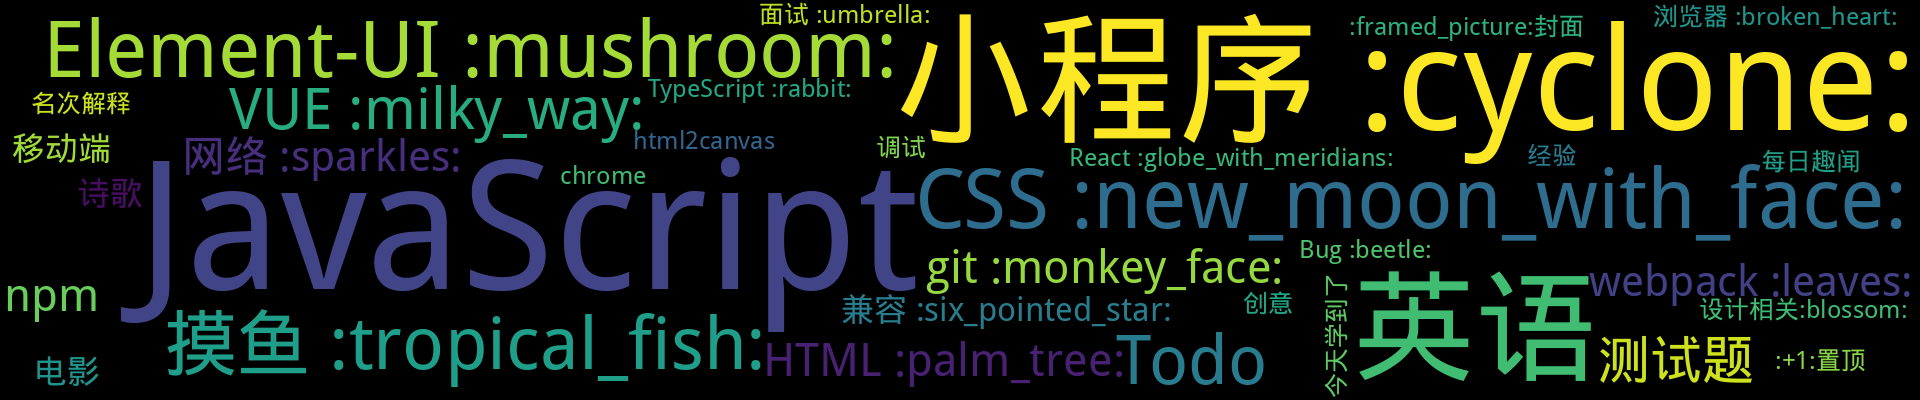 面试 :umbrella:
浏览器 :broken_heart:
Element-UI :mushroom:
小程序 :cyclone:
:framed_picture:封面
TypeScript :rabbit:
名次解释
VUE :milky_way:
移动端
网络 :sparkles:
html2canvas
调试
React :globe_with_meridians:
经验
每日趣闻
诗歌
chrome
JavaScript
CSS :new_moon_with_face:
Bug :beetle:
git :monkey_face:
webpack :leaves:
npm
兼容 :six_pointed_star:
创意
今天学到了
英语
设计相关:blossom:
摸鱼 :tropical_fish:
HTML :palm_tree:
Todo
测试题
:+1:置顶
电影